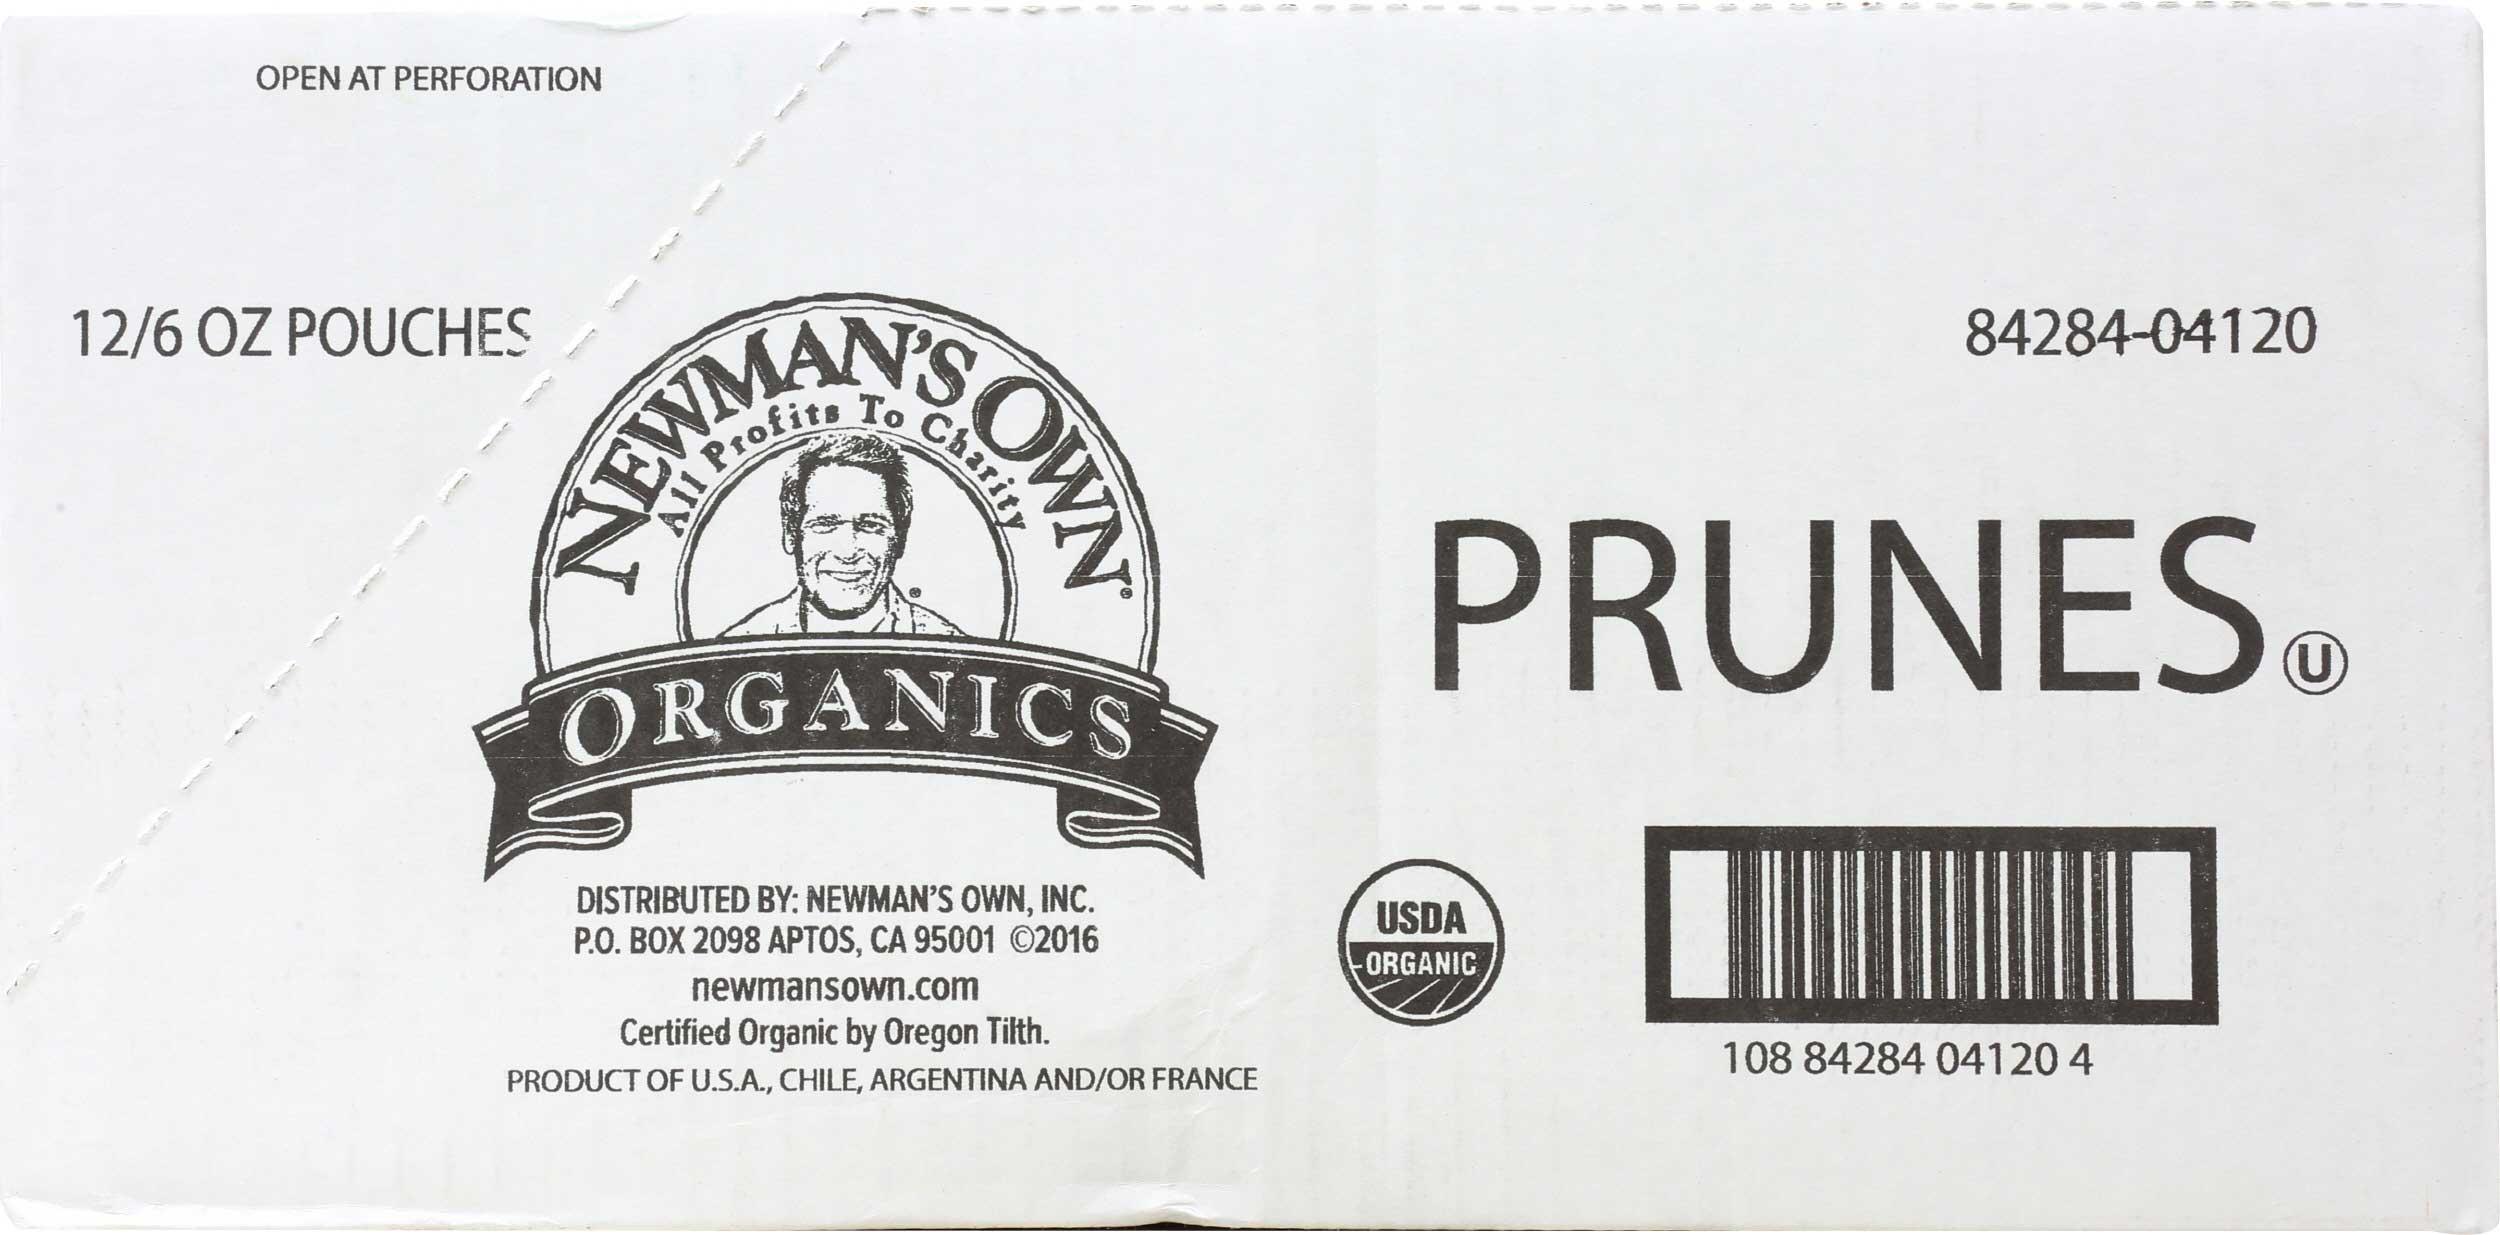 OPEN AT PERFORATION
12/6 OZ POUCHES
NEWMAN'S OWN®
All Profits To Charity
®
ORGANICS
DISTRIBUTED BY: NEWMAN'S OWN, INC.
P.O. BOX 2098 APTOS, CA 95001 ©2016
newmansown.com
Certified Organic by Oregon Tilth.
PRODUCT OF U.S.A., CHILE, ARGENTINA AND/OR FRANCE
84284-04120
PRUNES
U
USDA
ORGANIC
108 84284 04120 4